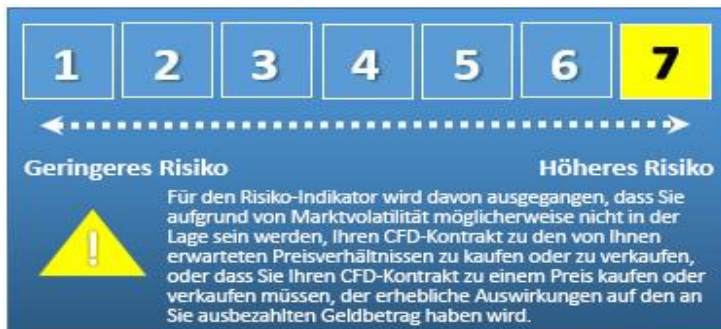 1 2 3 4 5 6 7
Geringeres Risiko Höheres Risiko
Für den Risiko-Indikator wird davon ausgegangen, dass Sie
aufgrund von Marktvolatilität möglicherweise nicht in der
Lage sein werden, Ihren CFD-Kontrakt zu den von Ihnen
erwarteten Preisverhältnissen zu kaufen oder zu verkaufen,
oder dass Sie Ihren CFD-Kontrakt zu einem Preis kaufen oder
verkaufen müssen, der erhebliche Auswirkungen auf den an
Sie ausbezahlten Geldbetrag haben wird.
!